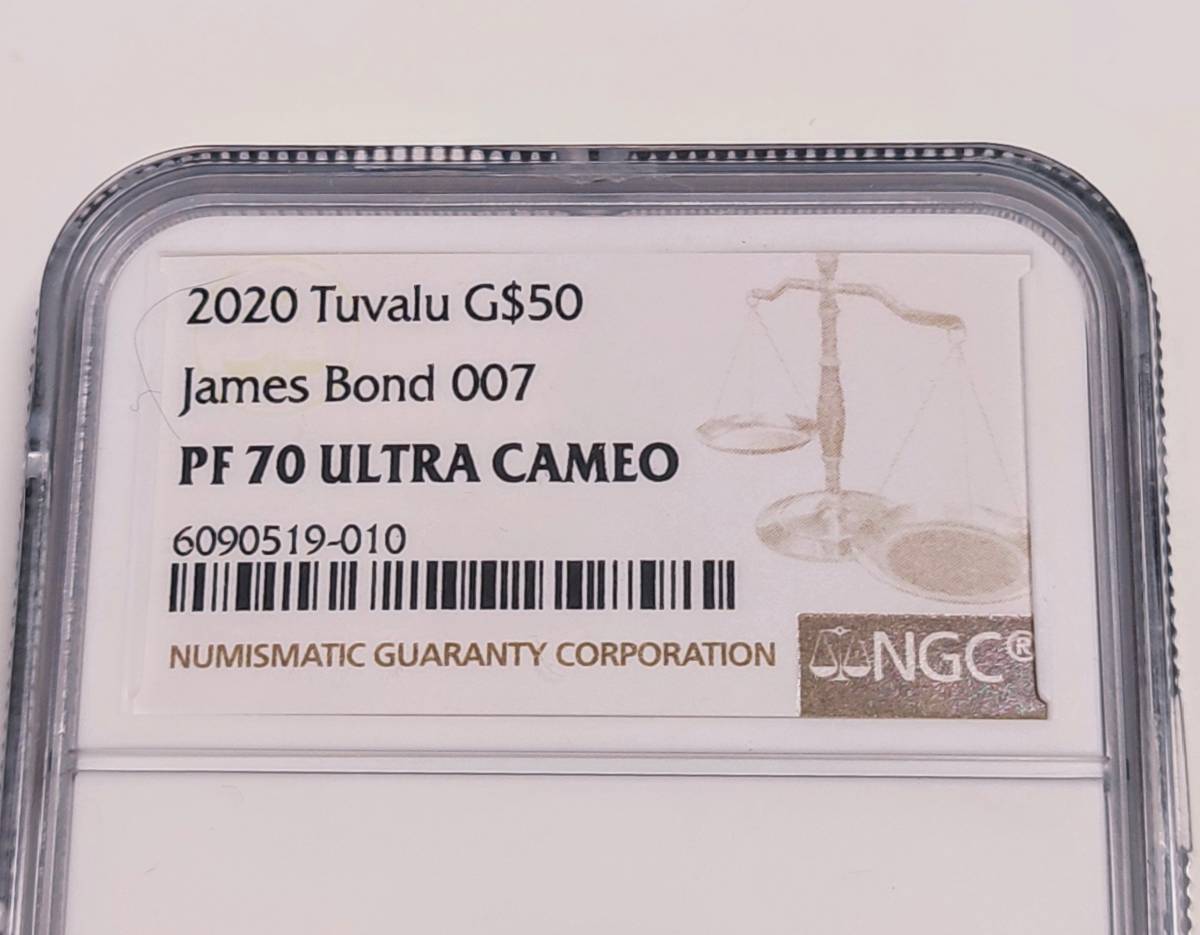 2020 Tuvalu G$50
James Bond 007
PF 70 ULTRA CAMEO
6090519-010
NUMISMATIC GUARANTY CORPORATION
NGC®